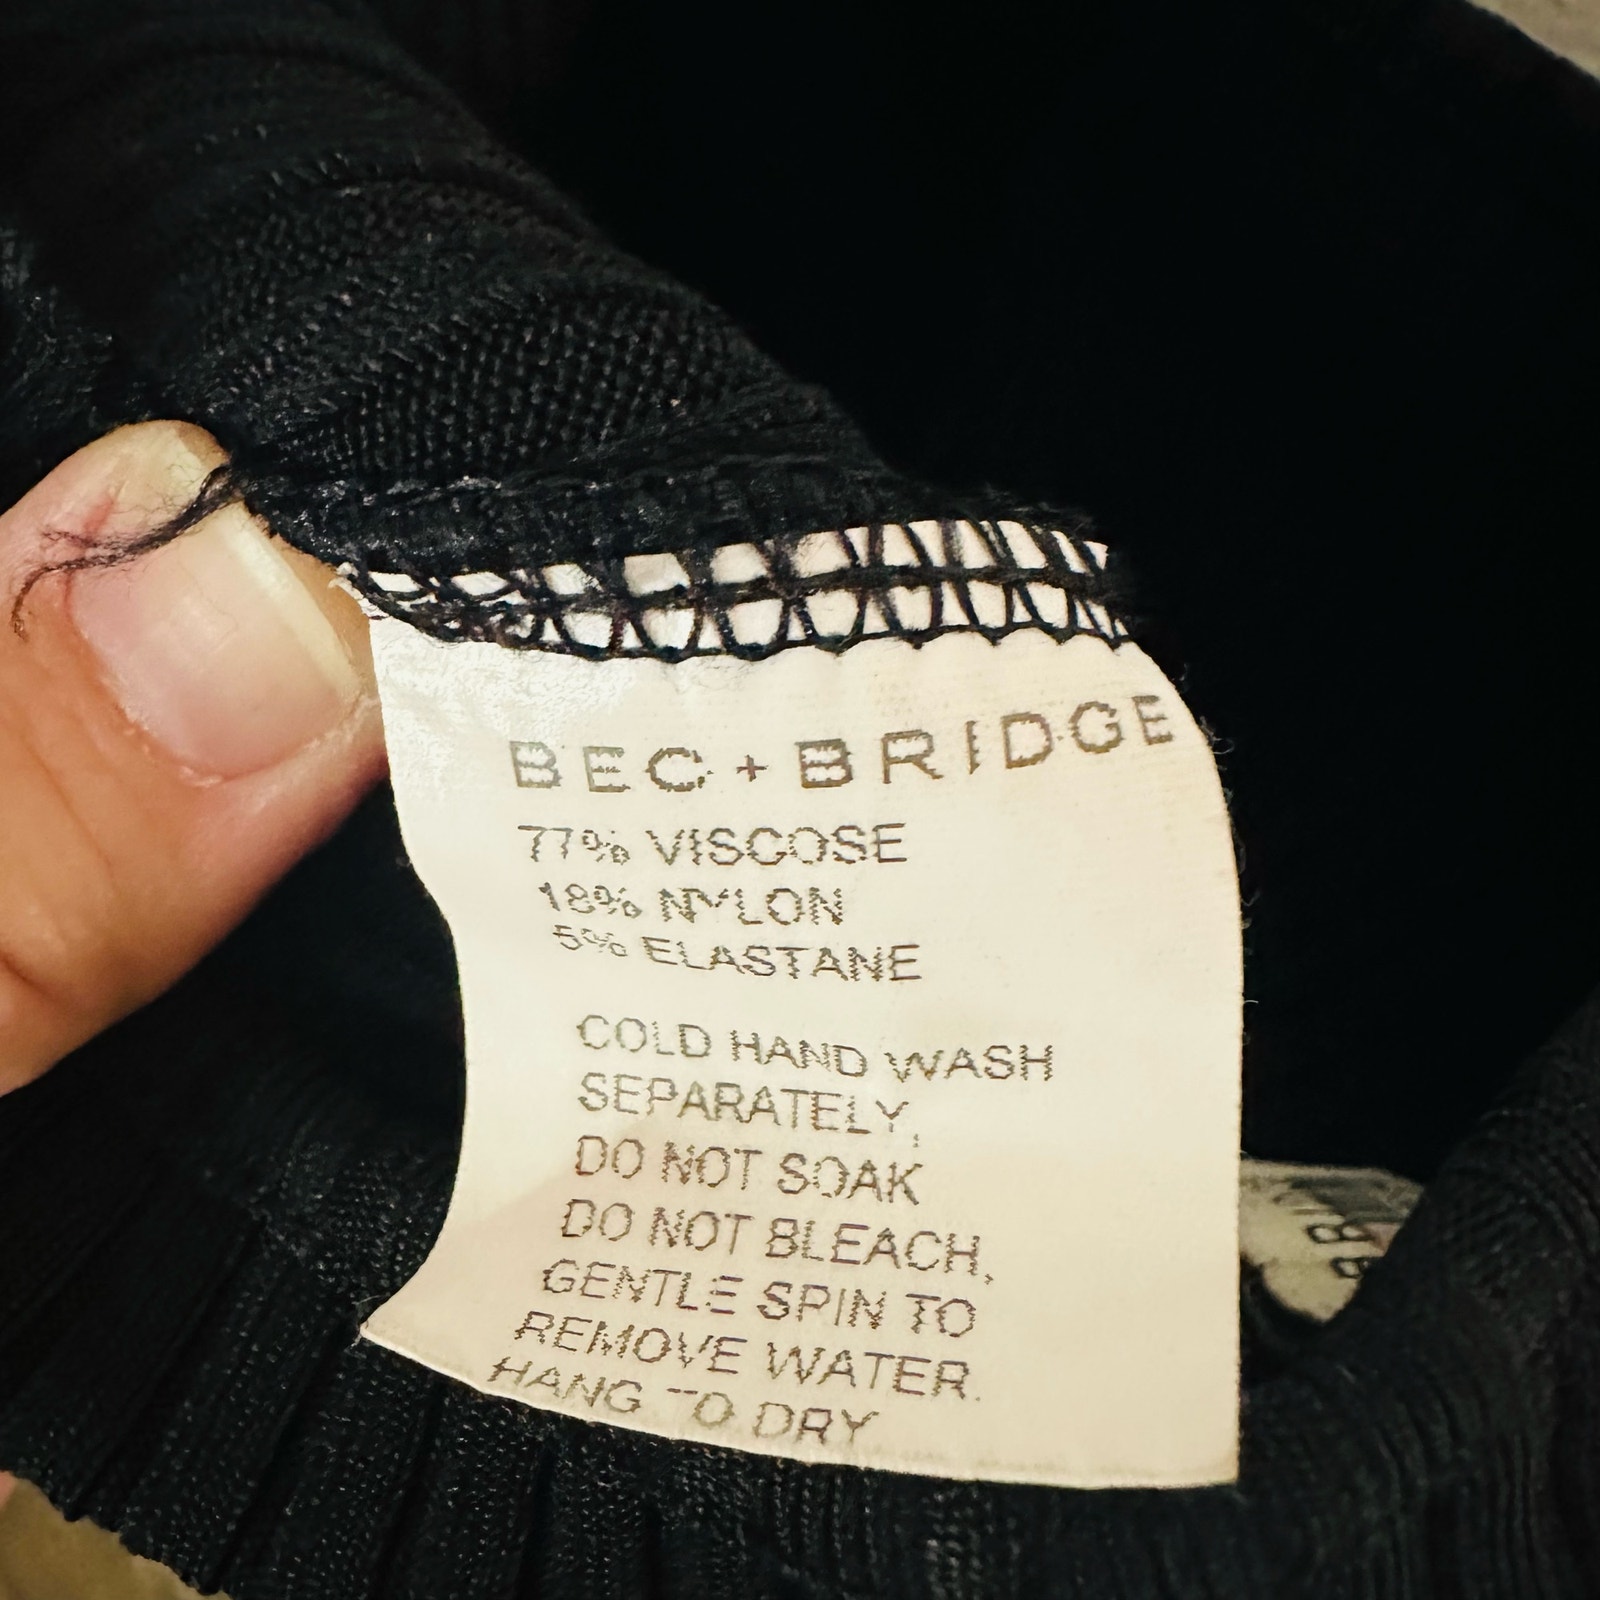 BEC + BRIDGE
77% VISCOSE
18% NYLON
5% ELASTANE
COLD HAND WASH
SEPARATELY,
DO NOT SOAK
DO NOT BLEACH,
GENTLE SPIN TO
REMOVE WATER.
HANG TO DRY